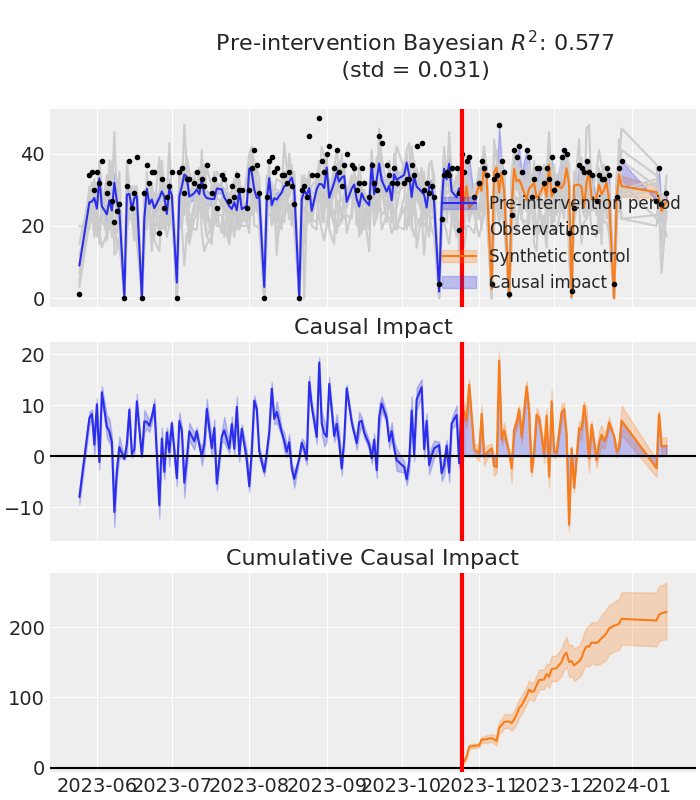 Pre-intervention Bayesian R²: 0.577
(std = 0.031)
40
20
0
Pre-intervention period
Observations
Synthetic control
Causal impact
Causal Impact
20
10
0
−10
Cumulative Causal Impact
200
100
0
2023-06 2023-07 2023-08 2023-09 2023-10 2023-11 2023-12 2024-01